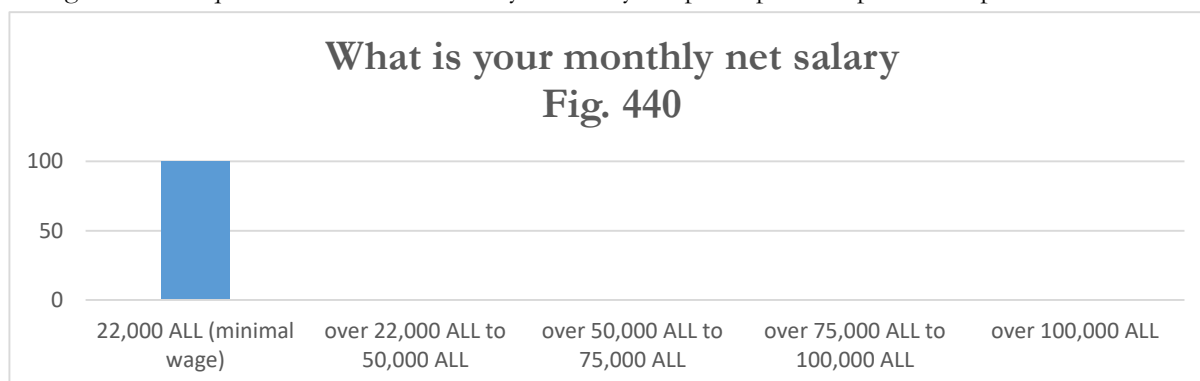 What is your monthly net salary
Fig. 440
100
50
0
22,000 ALL (minimal
wage)
over 22,000 ALL to
50,000 ALL
over 50,000 ALL to
75,000 ALL
over 75,000 ALL to
100,000 ALL
over 100,000 ALL